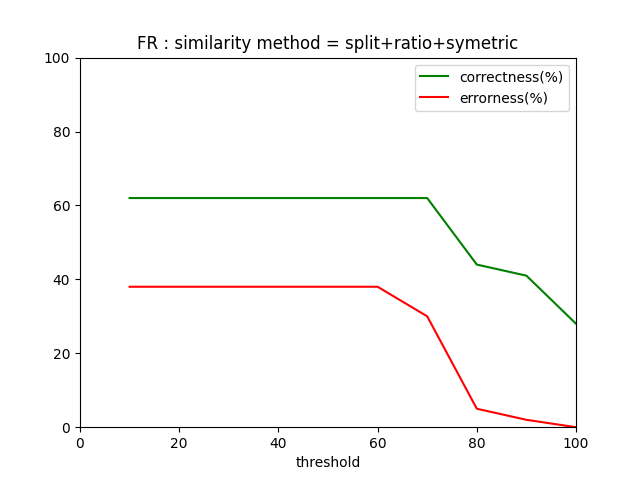 FR : similarity method = split+ratio+symetric
100
80
60
40
20
0
correctness(%)
errorness(%)
0 20 40 60 80 100
threshold